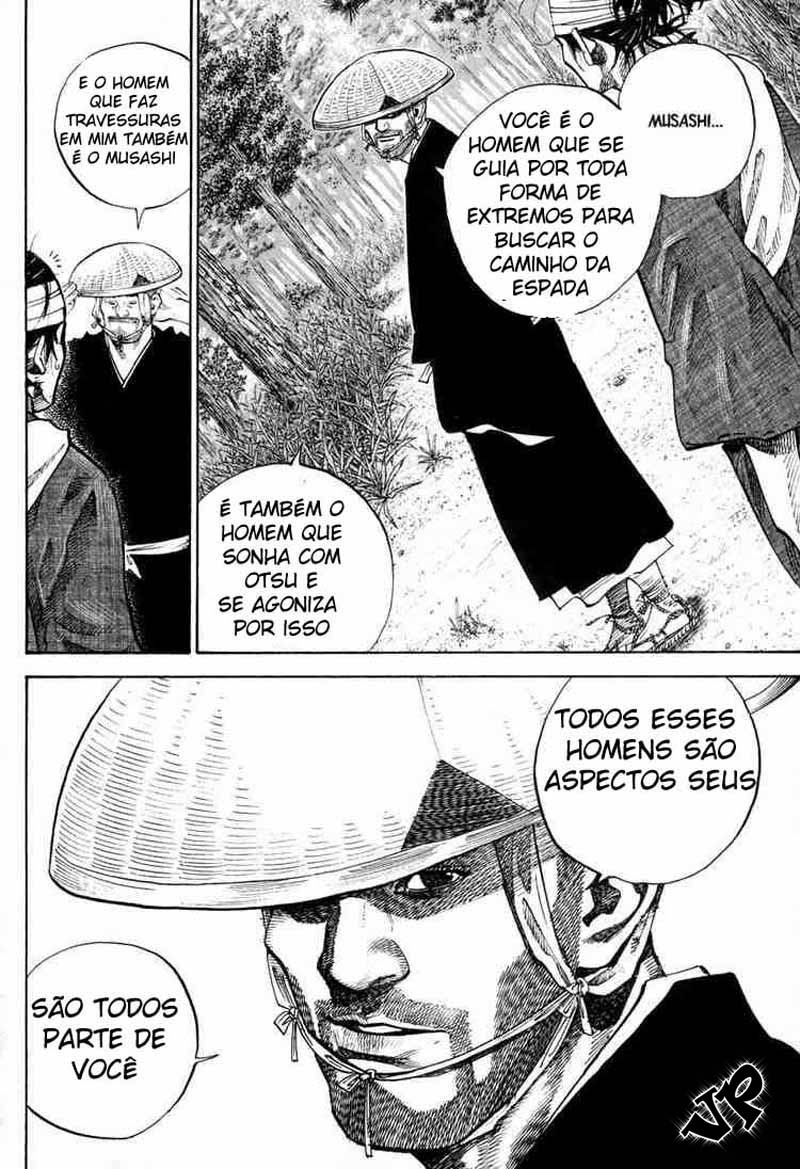 MUSASHI...
VOCÊ É O
HOMEM QUE SE
GUIA POR TODA
FORMA DE
EXTREMOS PARA
BUSCAR O
CAMINHO DA
ESPADA
É TAMBÉM O
HOMEM QUE
SONHA COM
OTSU E
SE AGONIZA
POR ISSO
E O HOMEM
QUE FAZ
TRAVESSURAS
EM MIM TAMBÉM
É O MUSASHI
TODOS ESSES
HOMENS SÃO
ASPECTOS SEUS
SÃO TODOS
PARTE DE
VOCÊ
VR